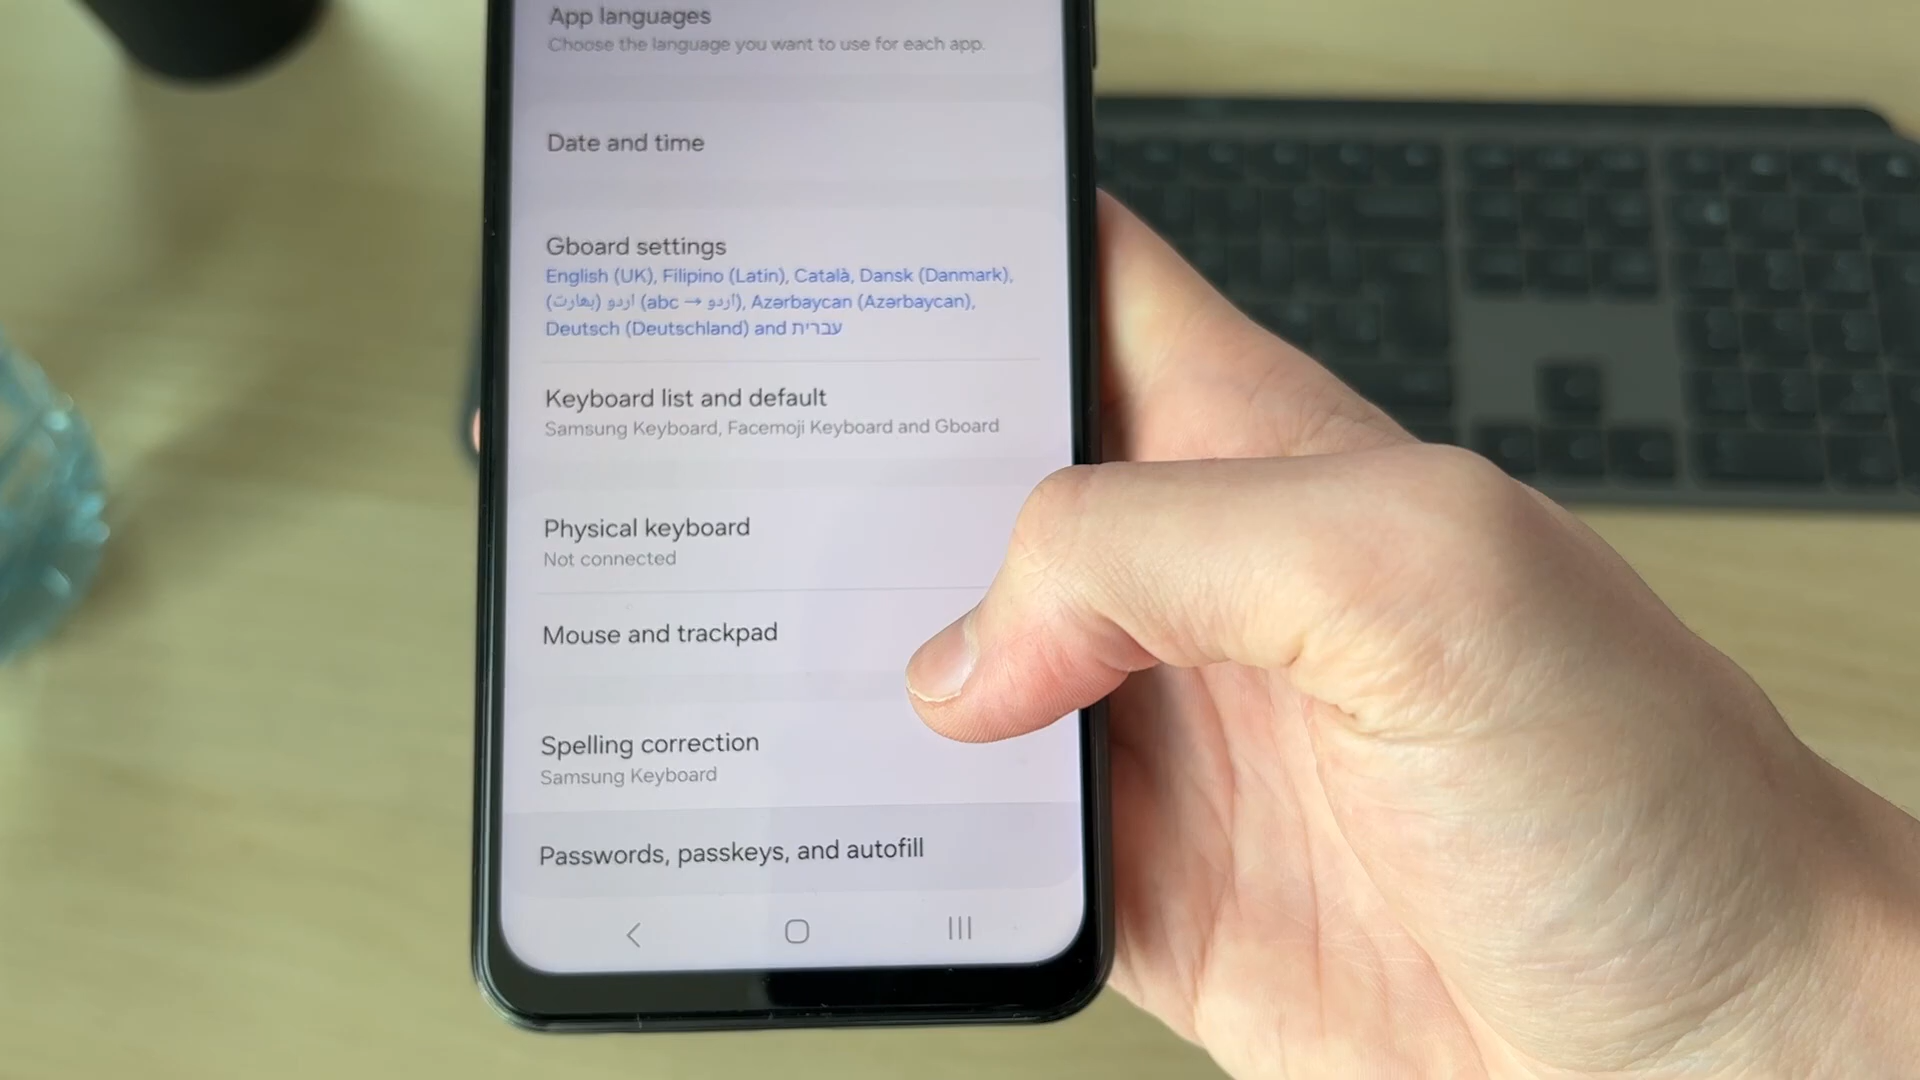 App languages
Choose the language you want to use for each app.
Date and time
Gboard settings
English (UK), Filipino (Latin), Català, Dansk (Danmark),
اردو (بھارت) (abc → اردو), Azərbaycan (Azərbaycan),
Deutsch (Deutschland) and עברית
Keyboard list and default
Samsung Keyboard, Facemoji Keyboard and Gboard
Physical keyboard
Not connected
Mouse and trackpad
Spelling correction
Samsung Keyboard
Passwords, passkeys, and autofill